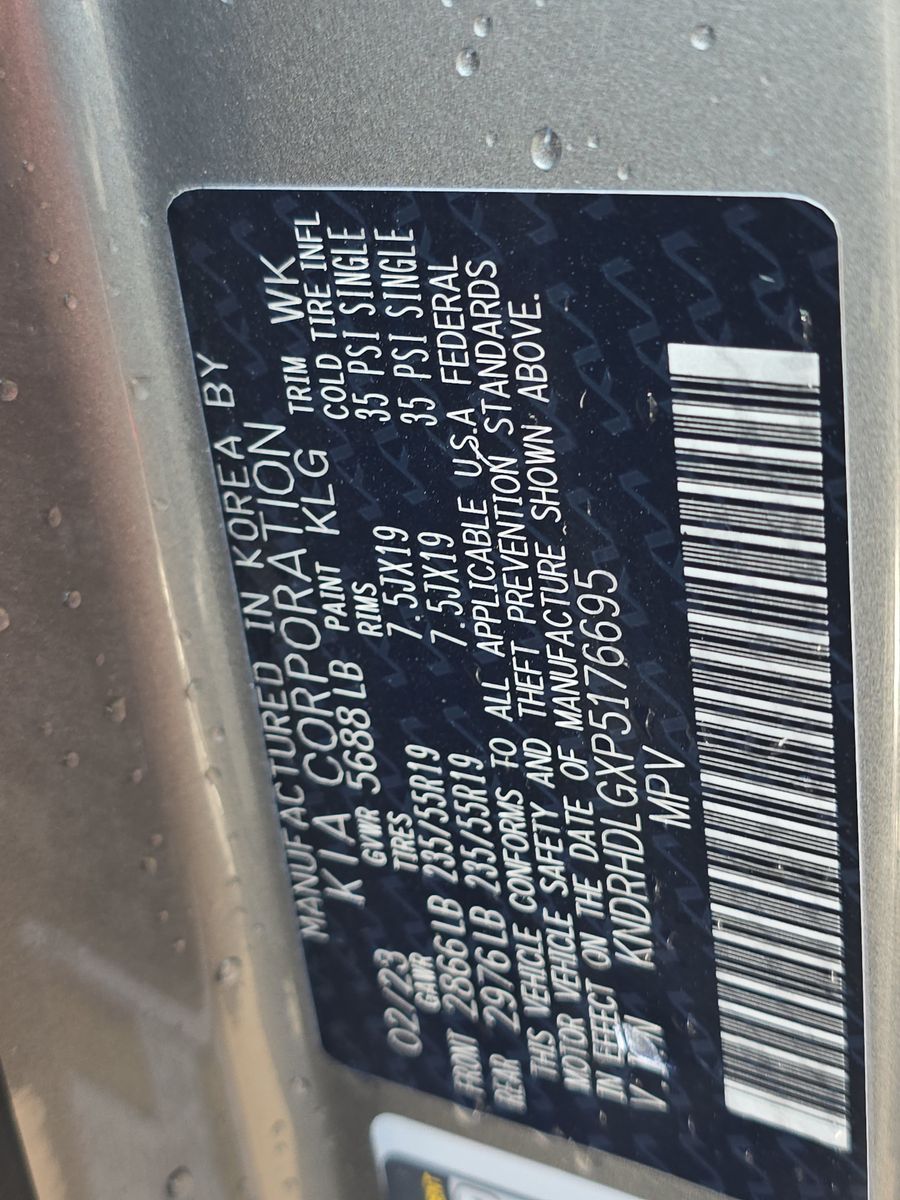 MANUFACTURED IN KOREA BY
KIA CORPORATION
02/23 GVWR 5688LB PAINT KLG TRIM WK
GAWR TIRES RIMS COLD TIRE INFL
FRONT 2866LB 235/55R19 7.5JX19 35 PSI SINGLE
REAR 2976LB 235/55R19 7.5JX19 35 PSI SINGLE
THIS VEHICLE CONFORMS TO ALL APPLICABLE U.S.A FEDERAL
MOTOR VEHICLE SAFETY AND THEFT PREVENTION STANDARDS
IN EFFECT ON THE DATE OF MANUFACTURE SHOWN ABOVE.
V.I.N KNDRHDLGXP5176695
MPV